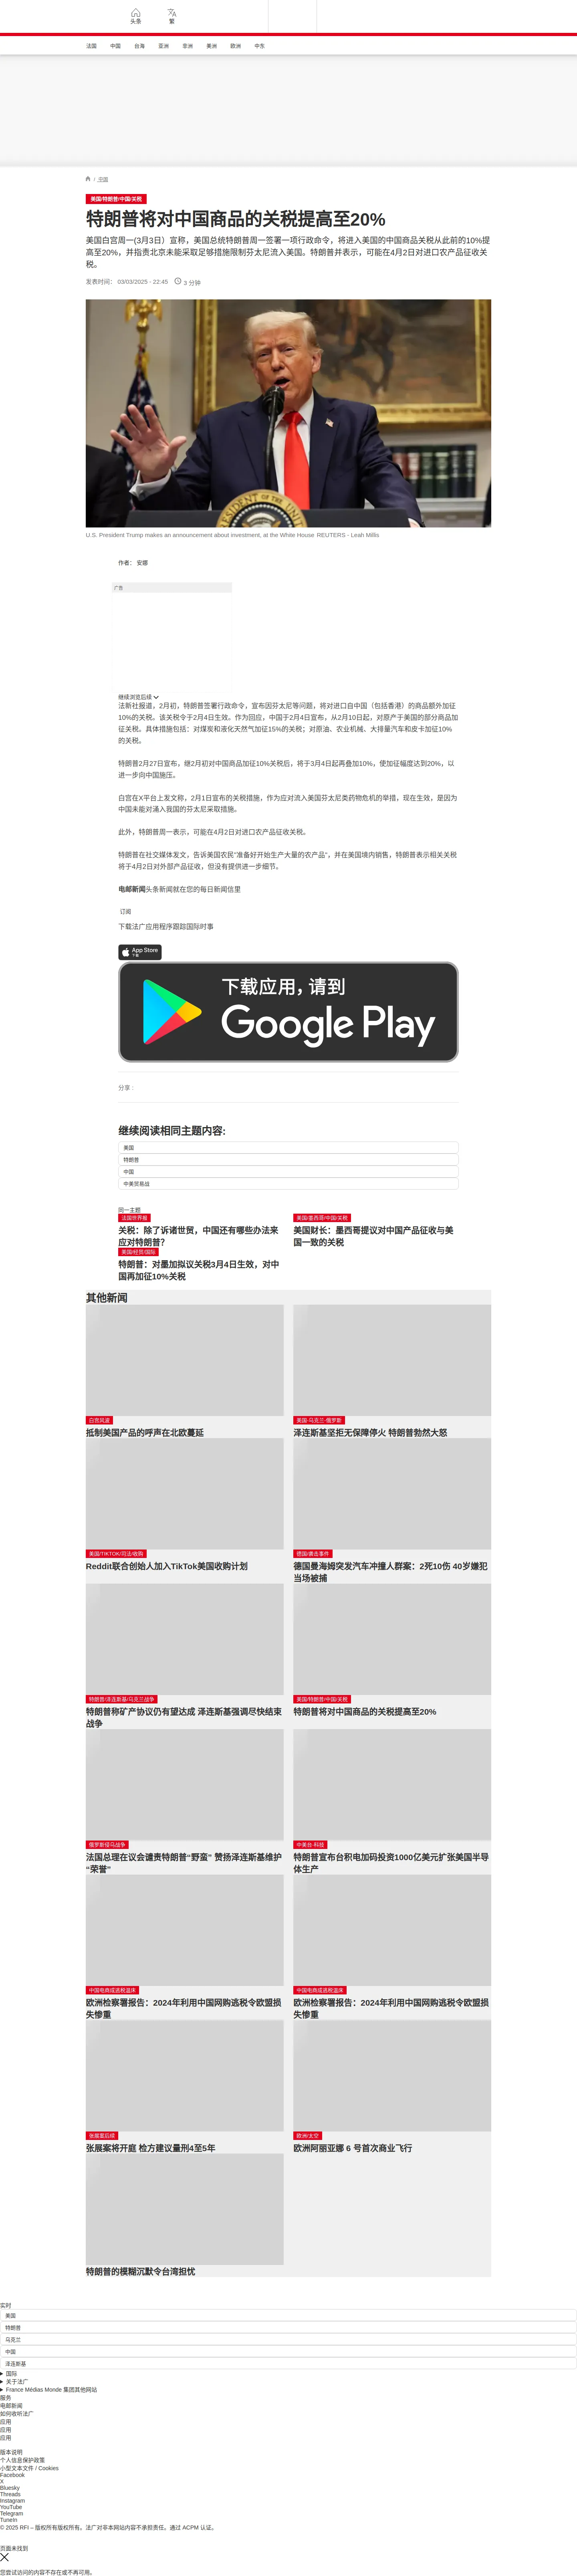 头条
繁
法国 中国 台海 亚洲 非洲 美洲 欧洲 中东
/ 中国
美国/特朗普/中国/关税
特朗普将对中国商品的关税提高至20%
美国白宫周一(3月3日）宣称，美国总统特朗普周一签署一项行政命令，将进入美国的中国商品关税从此前的10%提
高至20%，并指责北京未能采取足够措施限制芬太尼流入美国。特朗普并表示，可能在4月2日对进口农产品征收关
税。
发表时间： 03/03/2025 - 22:45 3 分钟
U.S. President Trump makes an announcement about investment, at the White House REUTERS - Leah Millis
作者： 安娜
广告
继续浏览后续
法新社报道，2月初，特朗普签署行政命令，宣布因芬太尼等问题，将对进口自中国（包括香港）的商品额外加征
10%的关税。该关税令于2月4日生效。作为回应，中国于2月4日宣布，从2月10日起，对原产于美国的部分商品加
征关税。具体措施包括：对煤炭和液化天然气加征15%的关税；对原油、农业机械、大排量汽车和皮卡加征10%
的关税。
特朗普2月27日宣布，继2月初对中国商品加征10%关税后，将于3月4日起再叠加10%，使加征幅度达到20%，以
进一步向中国施压。
白宫在X平台上发文称，2月1日宣布的关税措施，作为应对流入美国芬太尼类药物危机的举措，现在生效，是因为
中国未能对涌入我国的芬太尼采取措施。
此外，特朗普周一表示，可能在4月2日对进口农产品征收关税。
特朗普在社交媒体发文，告诉美国农民“准备好开始生产大量的农产品”，并在美国境内销售，特朗普表示相关关税
将于4月2日对外部产品征收，但没有提供进一步细节。
电邮新闻头条新闻就在您的每日新闻信里
订阅
下载法广应用程序跟踪国际时事
App Store
下载
下载应用，请到
Google Play
分享 :
继续阅读相同主题内容:
美国
特朗普
中国
中美贸易战
同一主题
法国世界报
关税：除了诉诸世贸，中国还有哪些办法来
应对特朗普？
美国/墨西哥/中国/关税
美国财长：墨西哥提议对中国产品征收与美
国一致的关税
美国/经贸/国际
特朗普：对墨加拟议关税3月4日生效，对中
国再加征10%关税
其他新闻
白宫风波
抵制美国产品的呼声在北欧蔓延
美国-乌克兰-俄罗斯
泽连斯基坚拒无保障停火 特朗普勃然大怒
美国/TIKTOK/司法/收购
Reddit联合创始人加入TikTok美国收购计划
德国/袭击事件
德国曼海姆突发汽车冲撞人群案：2死10伤 40岁嫌犯
当场被捕
特朗普/泽连斯基/乌克兰战争
特朗普称矿产协议仍有望达成 泽连斯基强调尽快结束
战争
美国/特朗普/中国/关税
特朗普将对中国商品的关税提高至20%
俄罗斯侵乌战争
法国总理在议会谴责特朗普“野蛮” 赞扬泽连斯基维护
“荣誉”
中美台·科技
特朗普宣布台积电加码投资1000亿美元扩张美国半导
体生产
中国电商成逃税温床
欧洲检察署报告：2024年利用中国网购逃税令欧盟损
失惨重
中国电商成逃税温床
欧洲检察署报告：2024年利用中国网购逃税令欧盟损
失惨重
张展案后续
张展案将开庭 检方建议量刑4至5年
欧洲/太空
欧洲阿丽亚娜 6 号首次商业飞行
特朗普的模糊沉默令台湾担忧
实时
美国
特朗普
乌克兰
中国
泽连斯基
国际
关于法广
France Médias Monde 集团其他网站
服务
电邮新闻
如何收听法广
应用
应用
应用
版本说明
个人信息保护政策
小型文本文件 / Cookies
Facebook
X
Bluesky
Threads
Instagram
YouTube
Telegram
TuneIn
© 2025 RFI – 版权所有版权所有。法广对非本网站内容不承担责任。通过 ACPM 认证。
页面未找到
您尝试访问的内容不存在或不再可用。